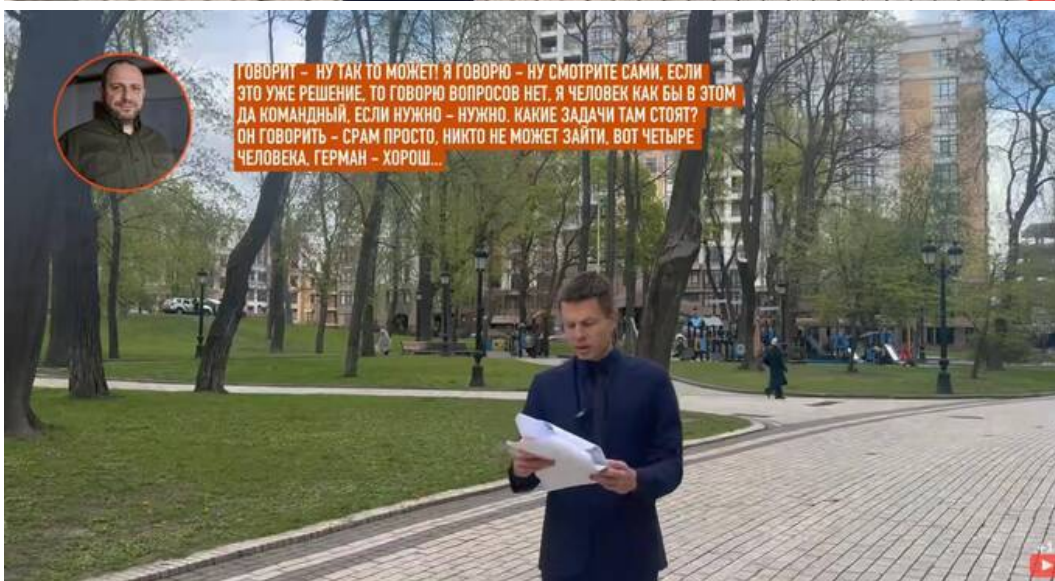 ГОВОРИТ – НУ ТАК ТО МОЖЕТ! Я ГОВОРЮ – НУ СМОТРИТЕ САМИ, ЕСЛИ
ЭТО УЖЕ РЕШЕНИЕ, ТО ГОВОРЮ ВОПРОСОВ НЕТ, Я ЧЕЛОВЕК КАК БЫ В ЭТОМ
ДА КОМАНДНЫЙ, ЕСЛИ НУЖНО – НУЖНО. КАКИЕ ЗАДАЧИ ТАМ СТОЯТ?
ОН ГОВОРИТЬ – СРАМ ПРОСТО, НИКТО НЕ МОЖЕТ ЗАЙТИ, ВОТ ЧЕТЫРЕ
ЧЕЛОВЕКА. ГЕРМАН – ХОРОШ...